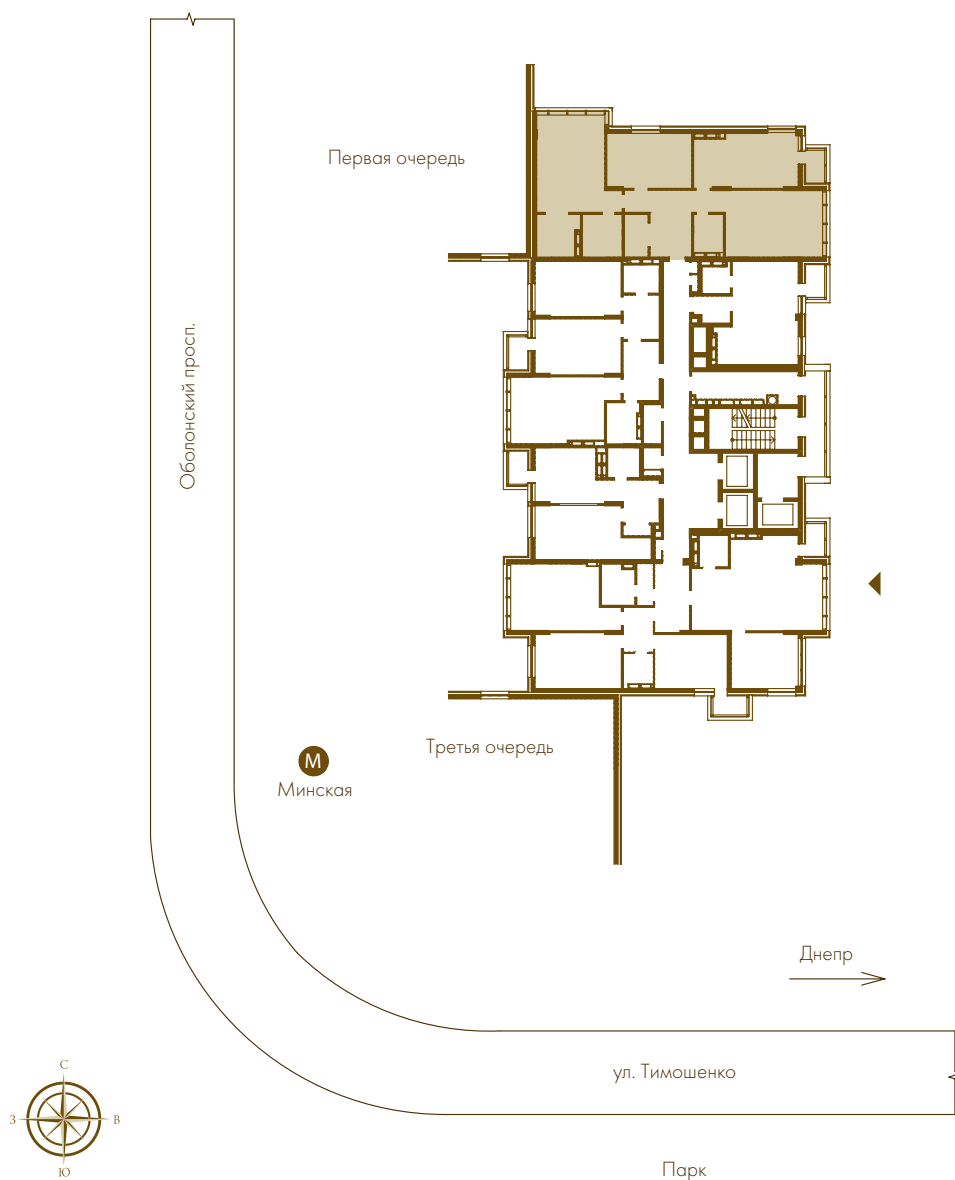 Первая очередь
Оболонский просп.
Третья очередь
М
Минская
Днепр
ул. Тимошенко
С
З
В
Ю
Парк